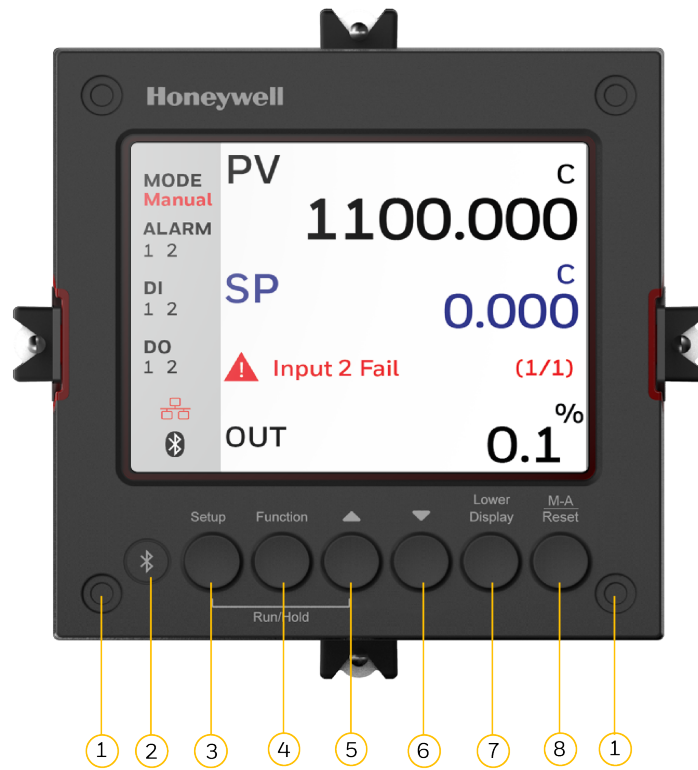 Honeywell
MODE
Manual
ALARM
1 2
DI
1 2
DO
1 2
PV
C
1100.000
SP
C
0.000
Input 2 Fail (1/1)
OUT
%
0.1
Setup
Function
Lower
Display
M-A
Reset
Run/Hold
1 2 3 4 5 6 7 8 1